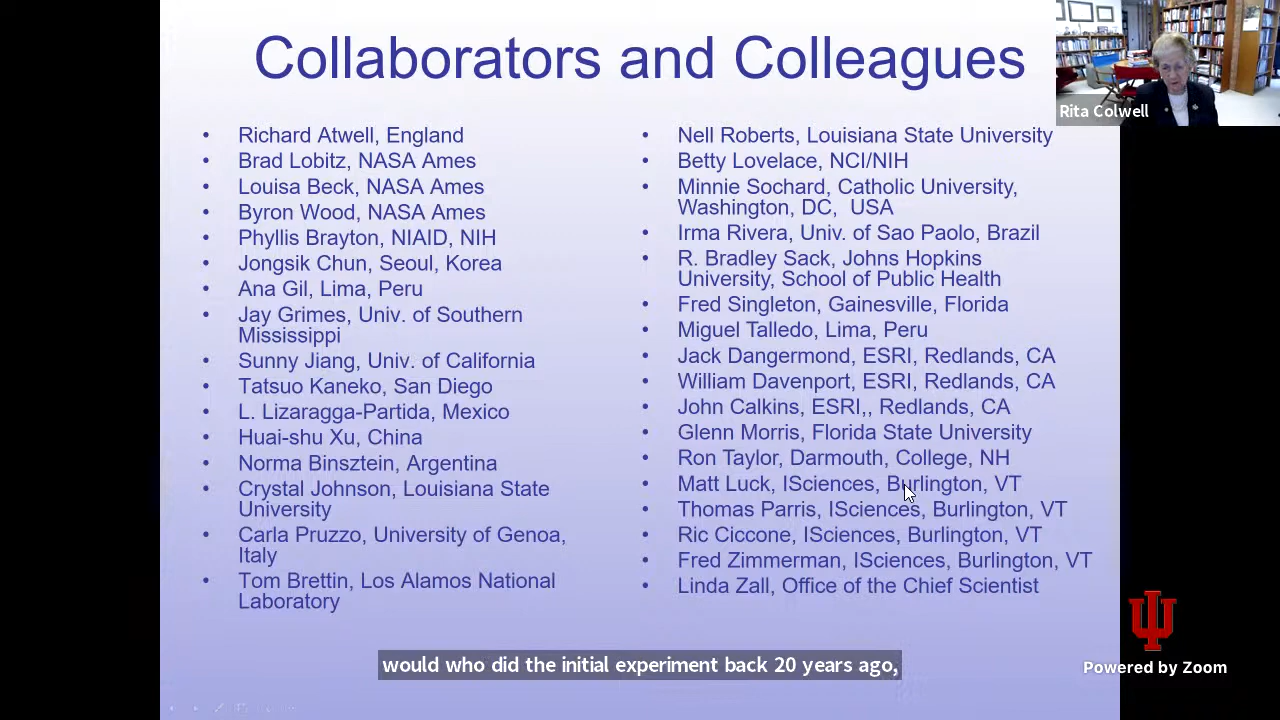 Collaborators and Colleagues
Rita Colwell
• Richard Atwell, England
• Brad Lobitz, NASA Ames
• Louisa Beck, NASA Ames
• Byron Wood, NASA Ames
• Phyllis Brayton, NIAID, NIH
• Jongsik Chun, Seoul, Korea
• Ana Gil, Lima, Peru
• Jay Grimes, Univ. of Southern
Mississippi
• Sunny Jiang, Univ. of California
• Tatsuo Kaneko, San Diego
• L. Lizaragga-Partida, Mexico
• Huai-shu Xu, China
• Norma Binsztein, Argentina
• Crystal Johnson, Louisiana State
University
• Carla Pruzzo, University of Genoa,
Italy
• Tom Brettin, Los Alamos National
Laboratory
• Nell Roberts, Louisiana State University
• Betty Lovelace, NCI/NIH
• Minnie Sochard, Catholic University,
Washington, DC, USA
• Irma Rivera, Univ. of Sao Paolo, Brazil
• R. Bradley Sack, Johns Hopkins
University, School of Public Health
• Fred Singleton, Gainesville, Florida
• Miguel Talledo, Lima, Peru
• Jack Dangermond, ESRI, Redlands, CA
• William Davenport, ESRI, Redlands, CA
• John Calkins, ESRI,, Redlands, CA
• Glenn Morris, Florida State University
• Ron Taylor, Darmouth, College, NH
• Matt Luck, ISciences, Burlington, VT
• Thomas Parris, ISciences, Burlington, VT
• Ric Ciccone, ISciences, Burlington, VT
• Fred Zimmerman, ISciences, Burlington, VT
• Linda Zall, Office of the Chief Scientist
would who did the initial experiment back 20 years ago,
Powered by Zoom